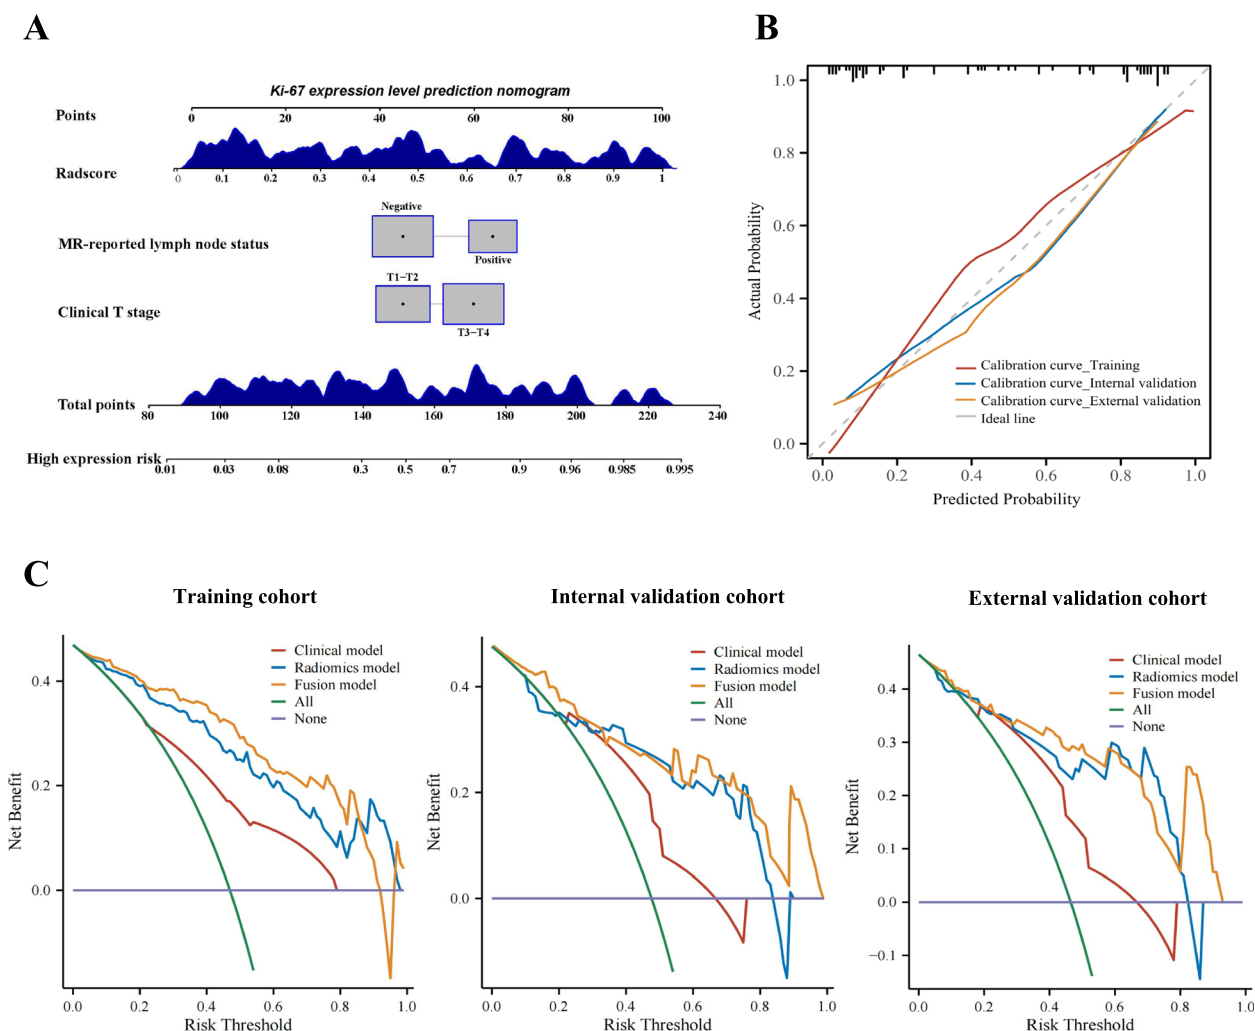 A
B
Ki-67 expression level prediction nomogram
Points
0 20 40 60 80 100
Radscore
0 0.1 0.2 0.3 0.4 0.5 0.6 0.7 0.8 0.9 1
Negative
MR-reported lymph node status
Positive
T1–T2
Clinical T stage
T3–T4
Total points
80 100 120 140 160 180 200 220 240
High expression risk
0.01 0.03 0.08 0.3 0.5 0.7 0.9 0.96 0.985 0.995
Actual Probability
1.0
0.8
0.6
0.4
0.2
0.0
Calibration curve_Training
Calibration curve_Internal validation
Calibration curve_External validation
Ideal line
0.0 0.2 0.4 0.6 0.8 1.0
Predicted Probability
C
Training cohort
Net Benefit
0.4
0.2
0.0
Clinical model
Radiomics model
Fusion model
All
None
0.0 0.2 0.4 0.6 0.8 1.0
Risk Threshold
Internal validation cohort
Net Benefit
0.4
0.2
0.0
Clinical model
Radiomics model
Fusion model
All
None
0.0 0.2 0.4 0.6 0.8 1.0
Risk Threshold
External validation cohort
Net Benefit
0.4
0.3
0.2
0.1
0.0
−0.1
Clinical model
Radiomics model
Fusion model
All
None
0.0 0.2 0.4 0.6 0.8 1.0
Risk Threshold